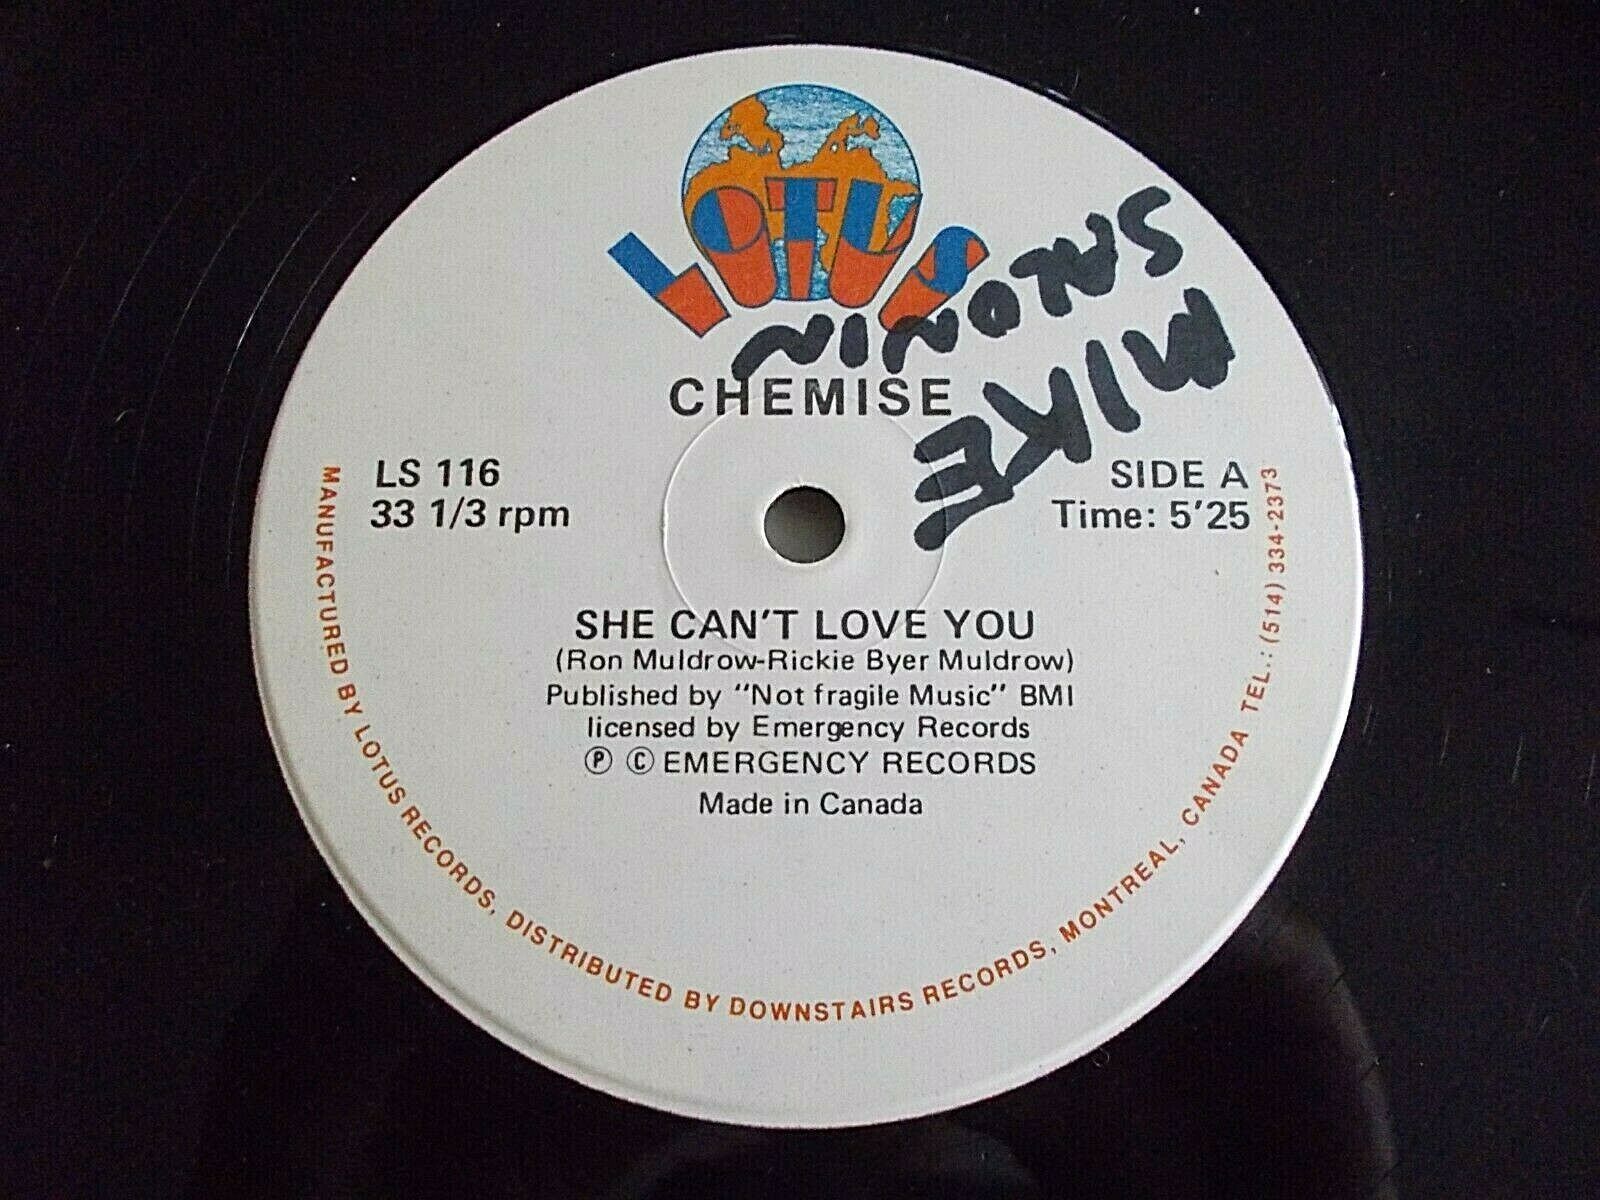 LOTUS
MIKE
CHEMISE
LS 116
33 1/3 rpm
SIDE A
Time: 5'25
SHE CAN'T LOVE YOU
(Ron Muldrow-Rickie Byer Muldrow)
Published by "Not fragile Music" BMI
licensed by Emergency Records
Ⓟ © EMERGENCY RECORDS
Made in Canada
MANUFACTURED BY LOTUS RECORDS, DISTRIBUTED BY DOWNSTAIRS RECORDS, MONTREAL, CANADA TEL.: (514) 334-2373